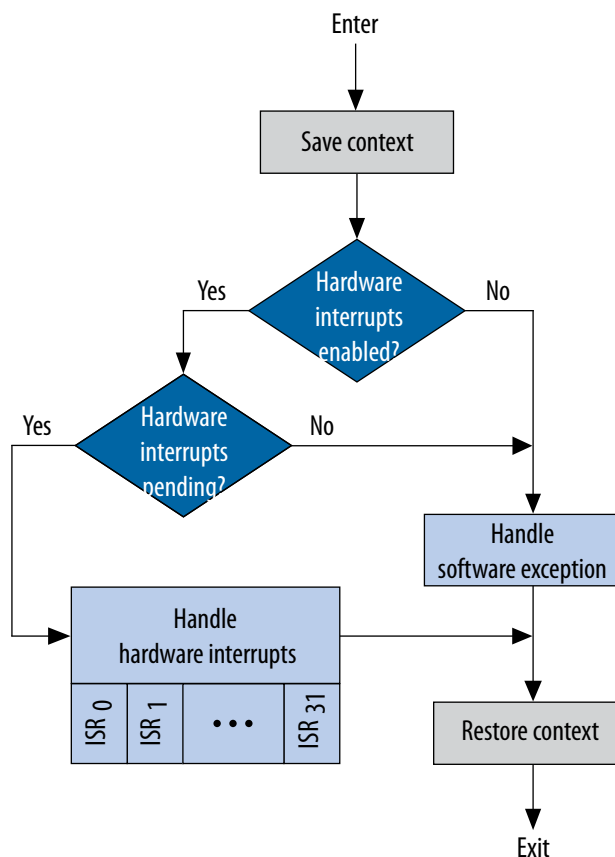 Enter
Save context
Hardware
interrupts
enabled?
Yes
No
Hardware
interrupts
pending?
Yes
No
Handle
software exception
Handle
hardware interrupts
ISR 0
ISR 1
•••
ISR 31
Restore context
Exit